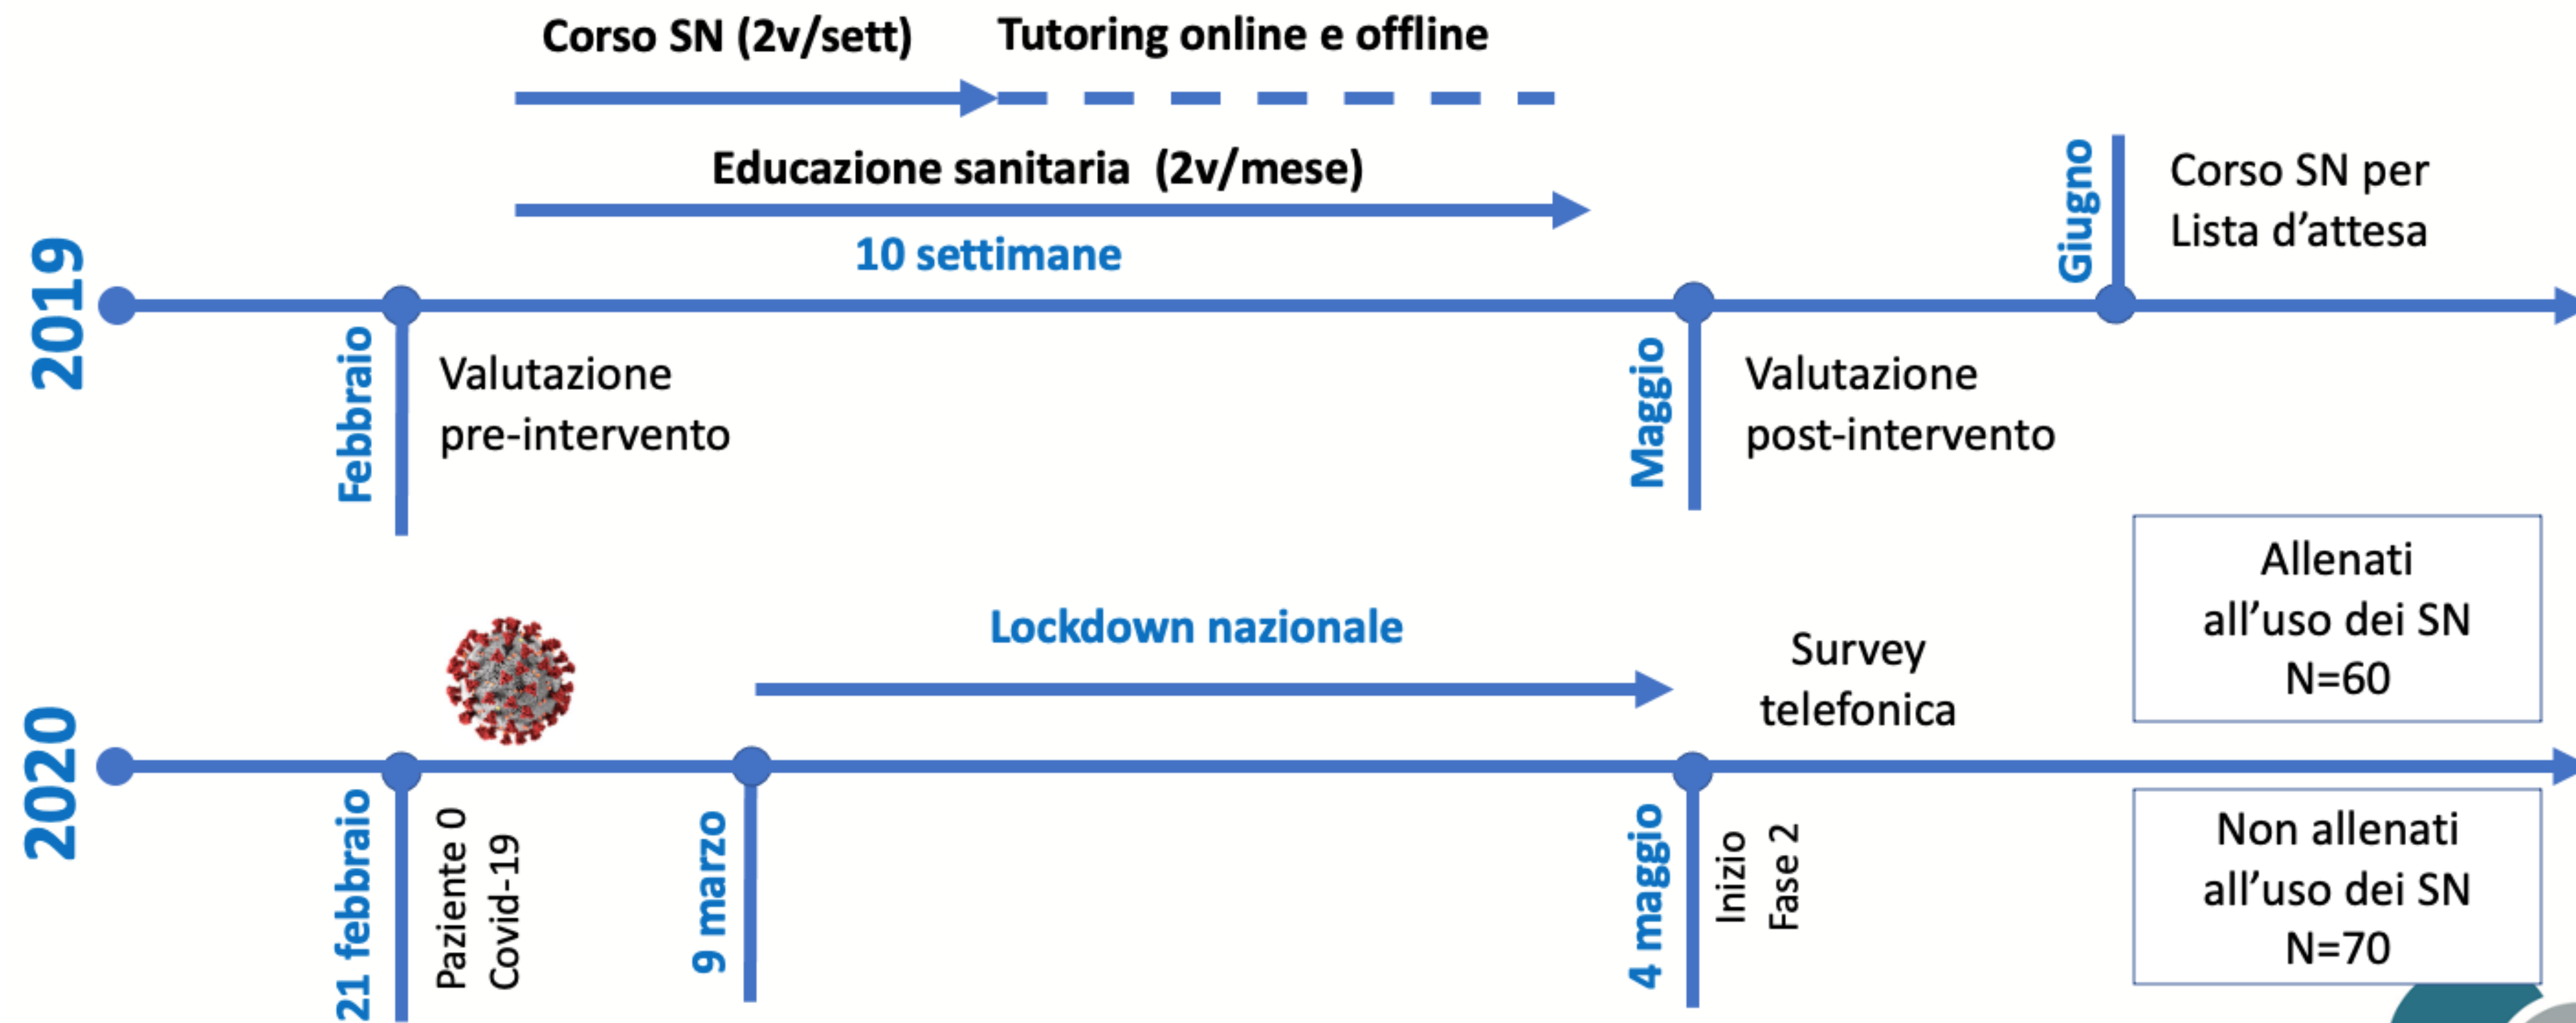 Corso SN (2v/sett)
Tutoring online e offline
Educazione sanitaria (2v/mese)
10 settimane
2019
Febbraio
Valutazione
pre-intervento
Maggio
Valutazione
post-intervento
Giugno
Corso SN per
Lista d’attesa
2020
21 febbraio
Paziente 0
Covid-19
9 marzo
Lockdown nazionale
4 maggio
Inizio
Fase 2
Survey
telefonica
Allenati
all’uso dei SN
N=60
Non allenati
all’uso dei SN
N=70